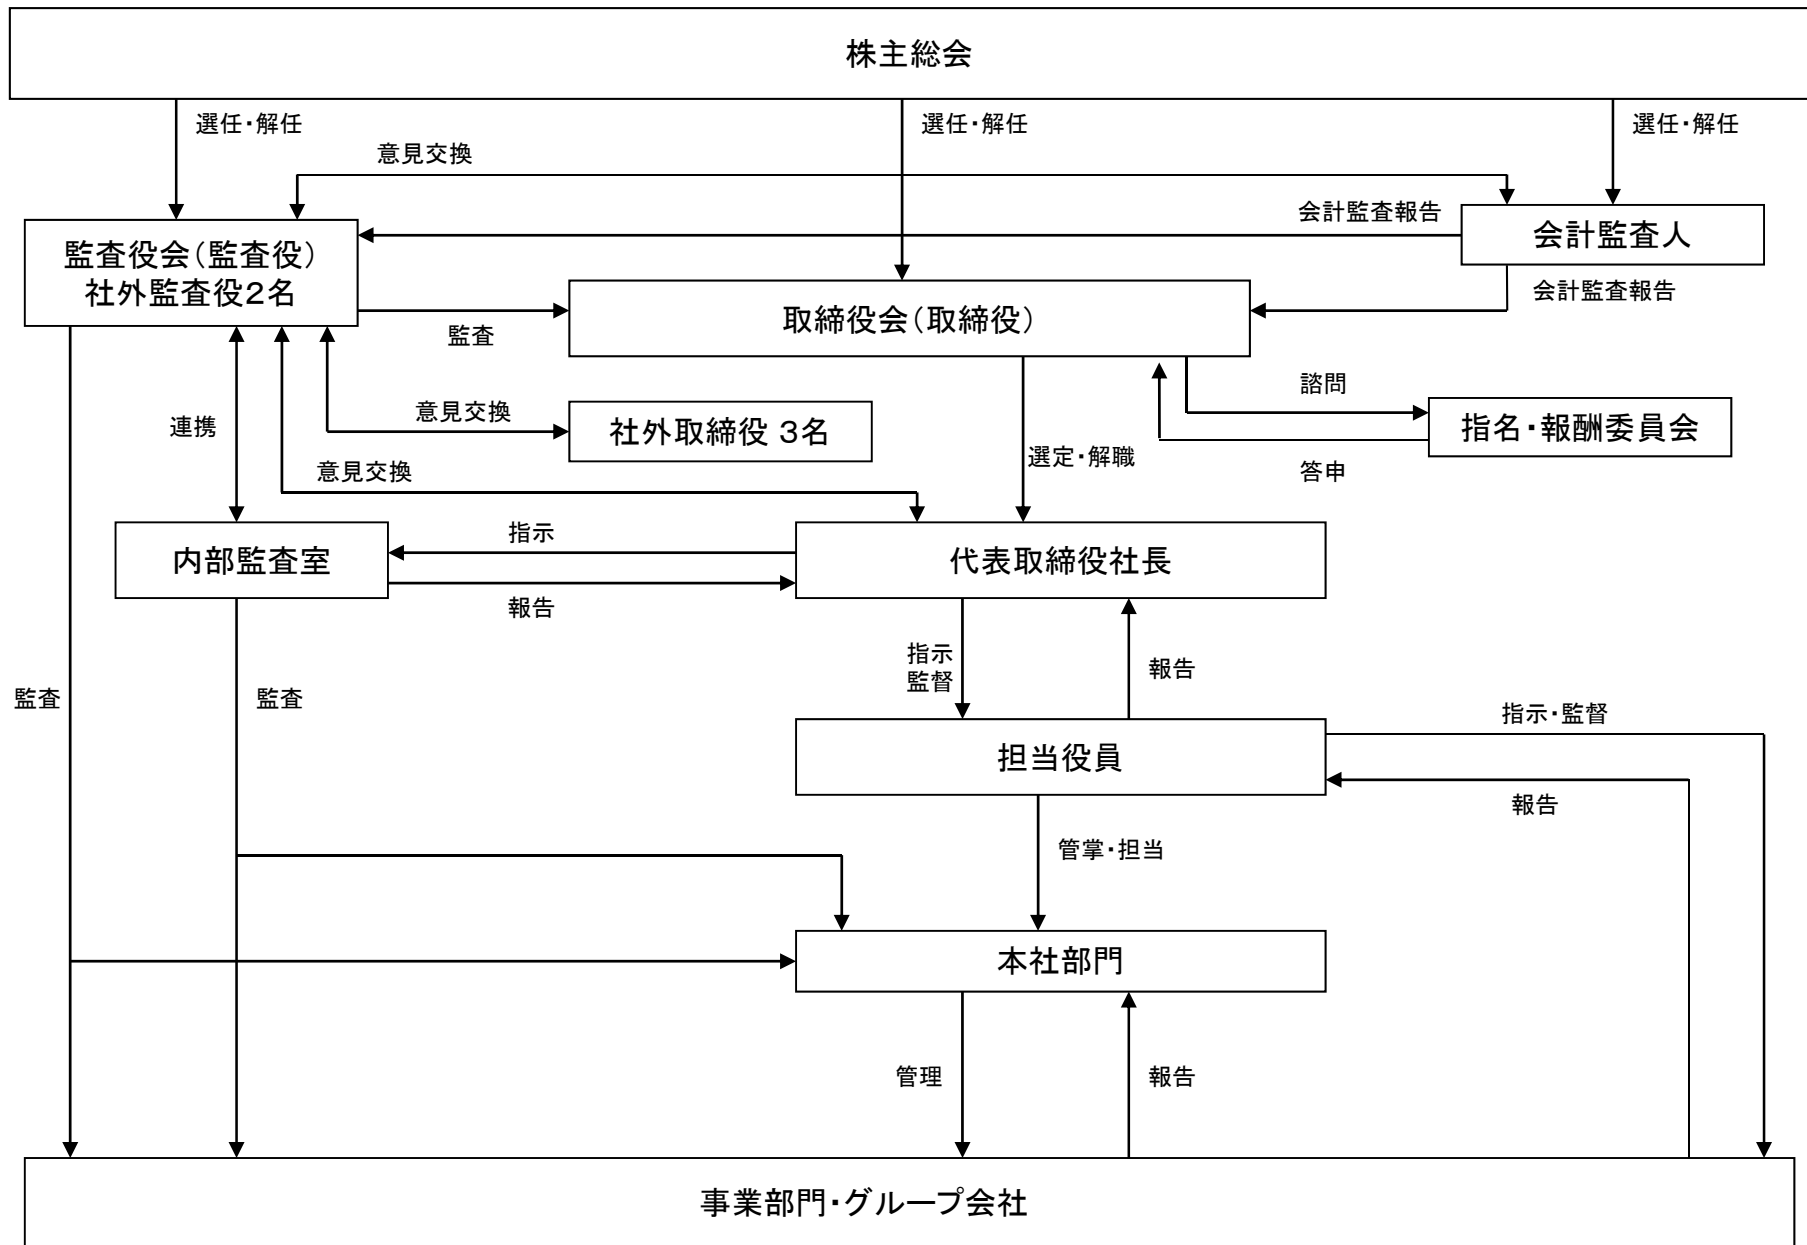 株主総会
選任・解任
選任・解任
選任・解任
意見交換
会計監査報告
会計監査人
監査役会(監査役)
社外監査役2名
会計監査報告
取締役会(取締役)
監査
諮問
意見交換
社外取締役 3名
指名・報酬委員会
連携
選定・解職
意見交換
答申
指示
内部監査室
代表取締役社長
報告
指示
監督
報告
監査
監査
指示・監督
担当役員
報告
管掌・担当
本社部門
管理
報告
事業部門・グループ会社